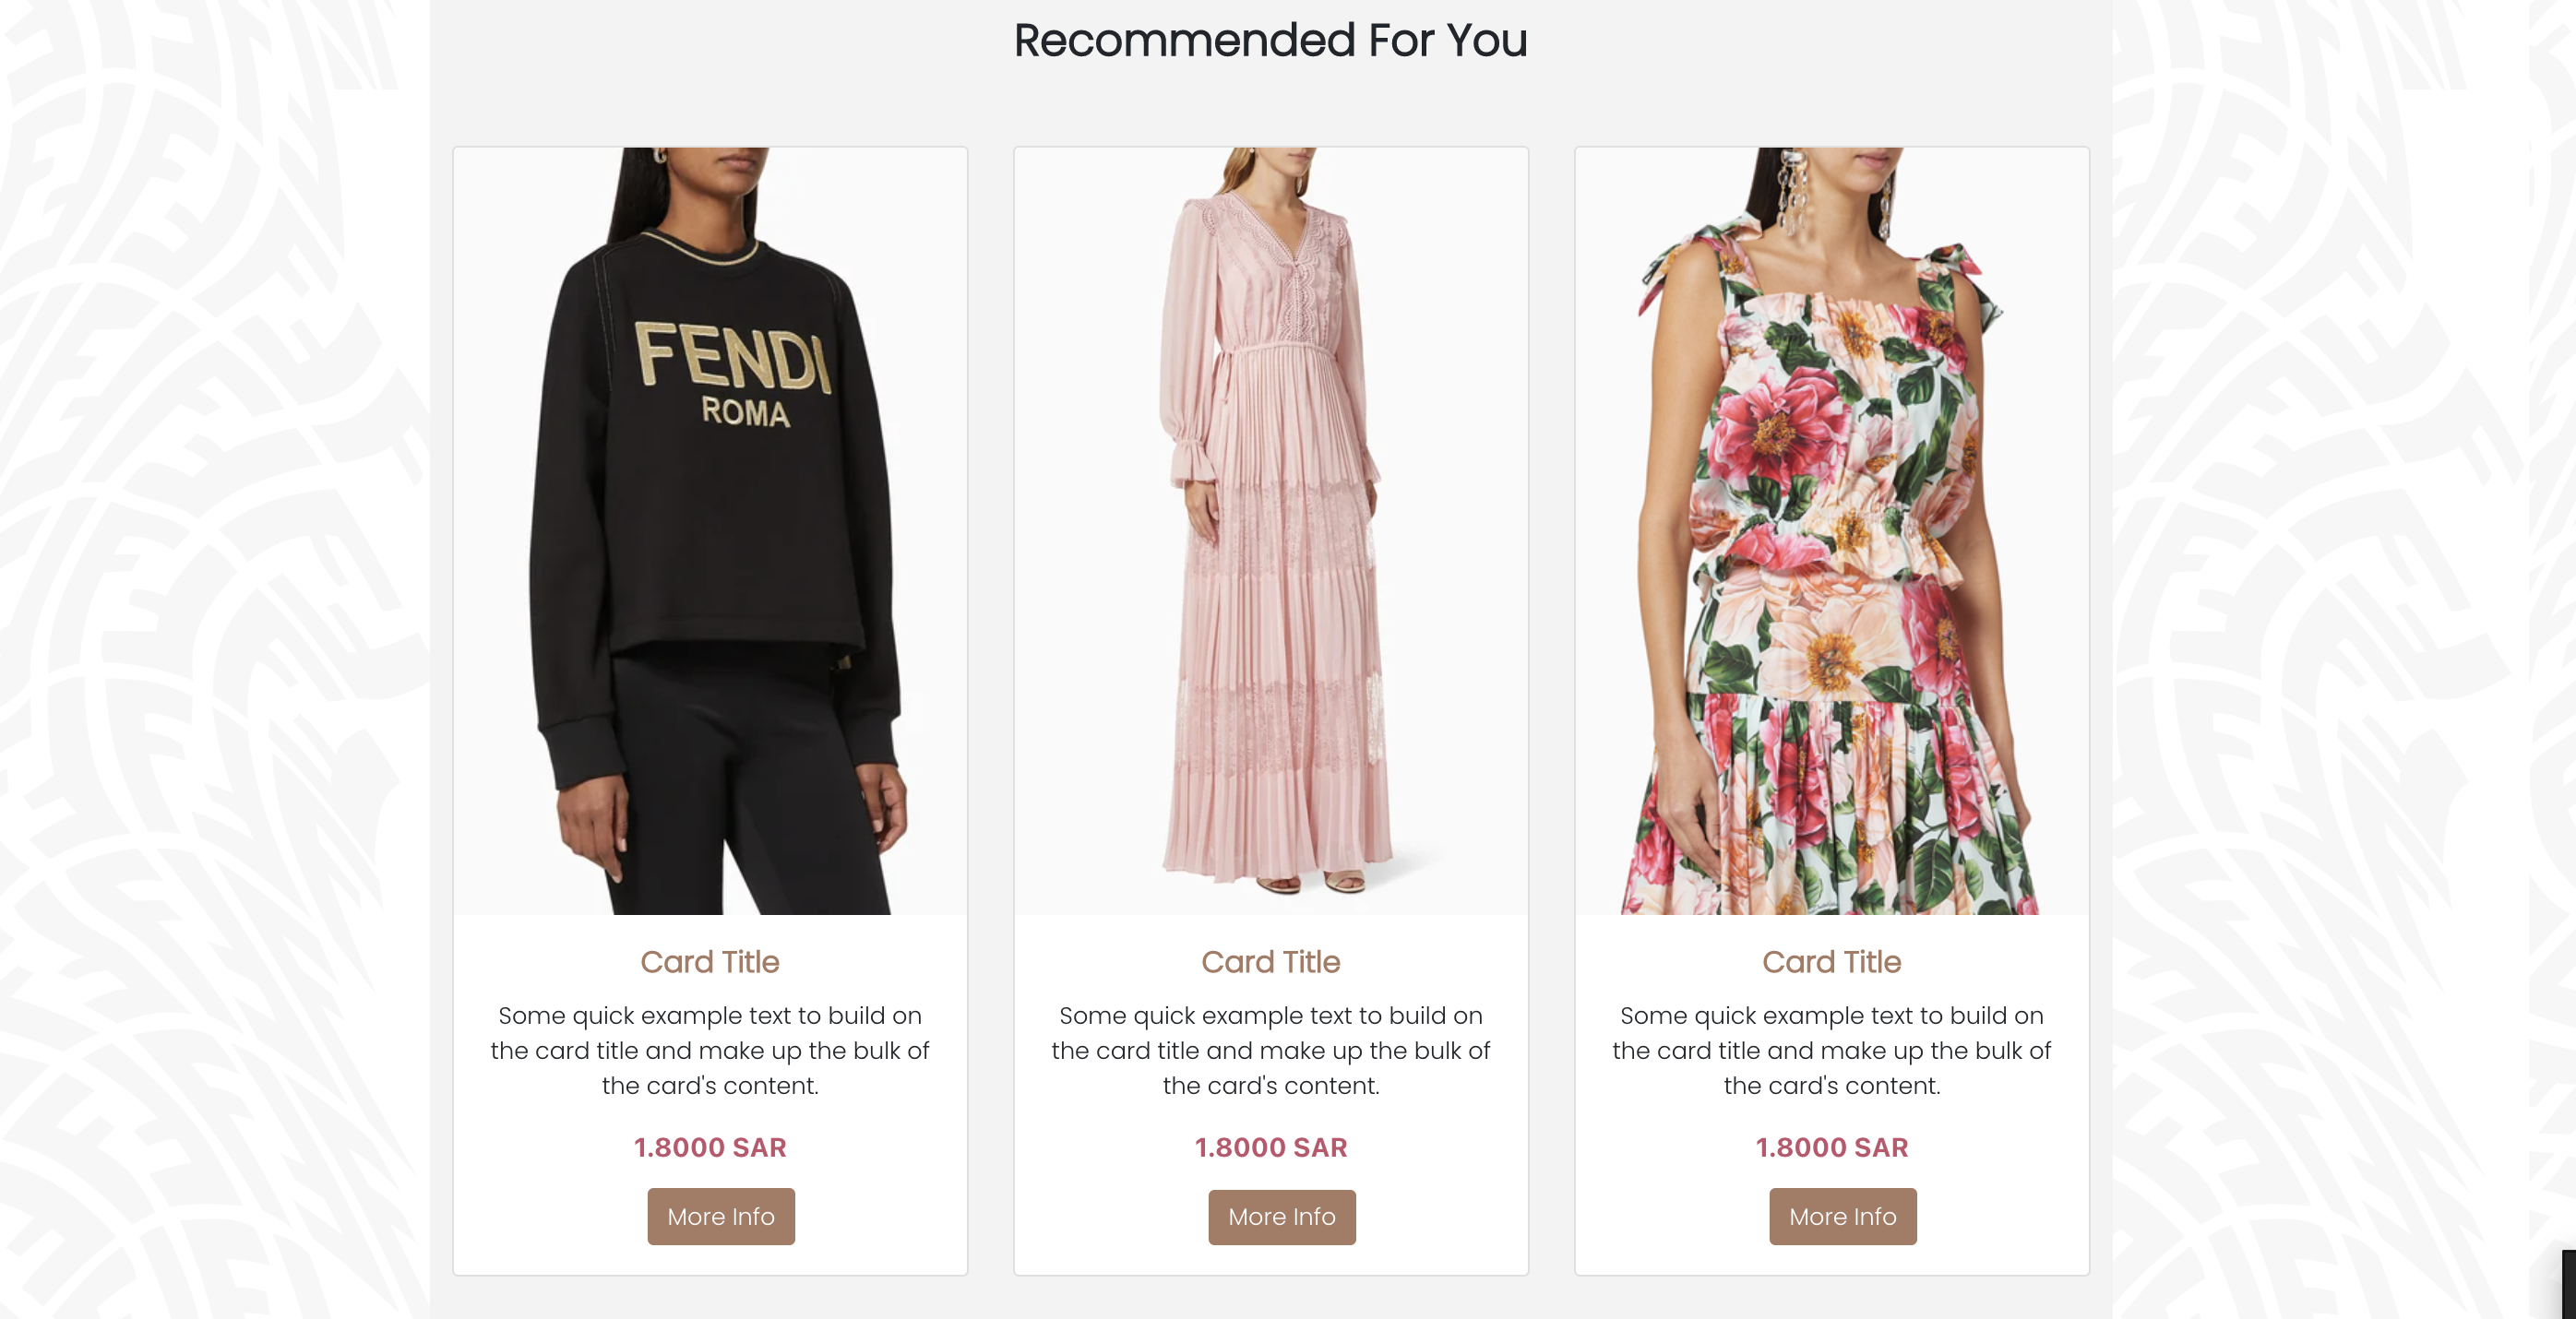 Recommended For You
FENDI
ROMA
Card Title
Some quick example text to build on
the card title and make up the bulk of
the card's content.
1.8000 SAR
More Info
Card Title
Some quick example text to build on
the card title and make up the bulk of
the card's content.
1.8000 SAR
More Info
Card Title
Some quick example text to build on
the card title and make up the bulk of
the card's content.
1.8000 SAR
More Info